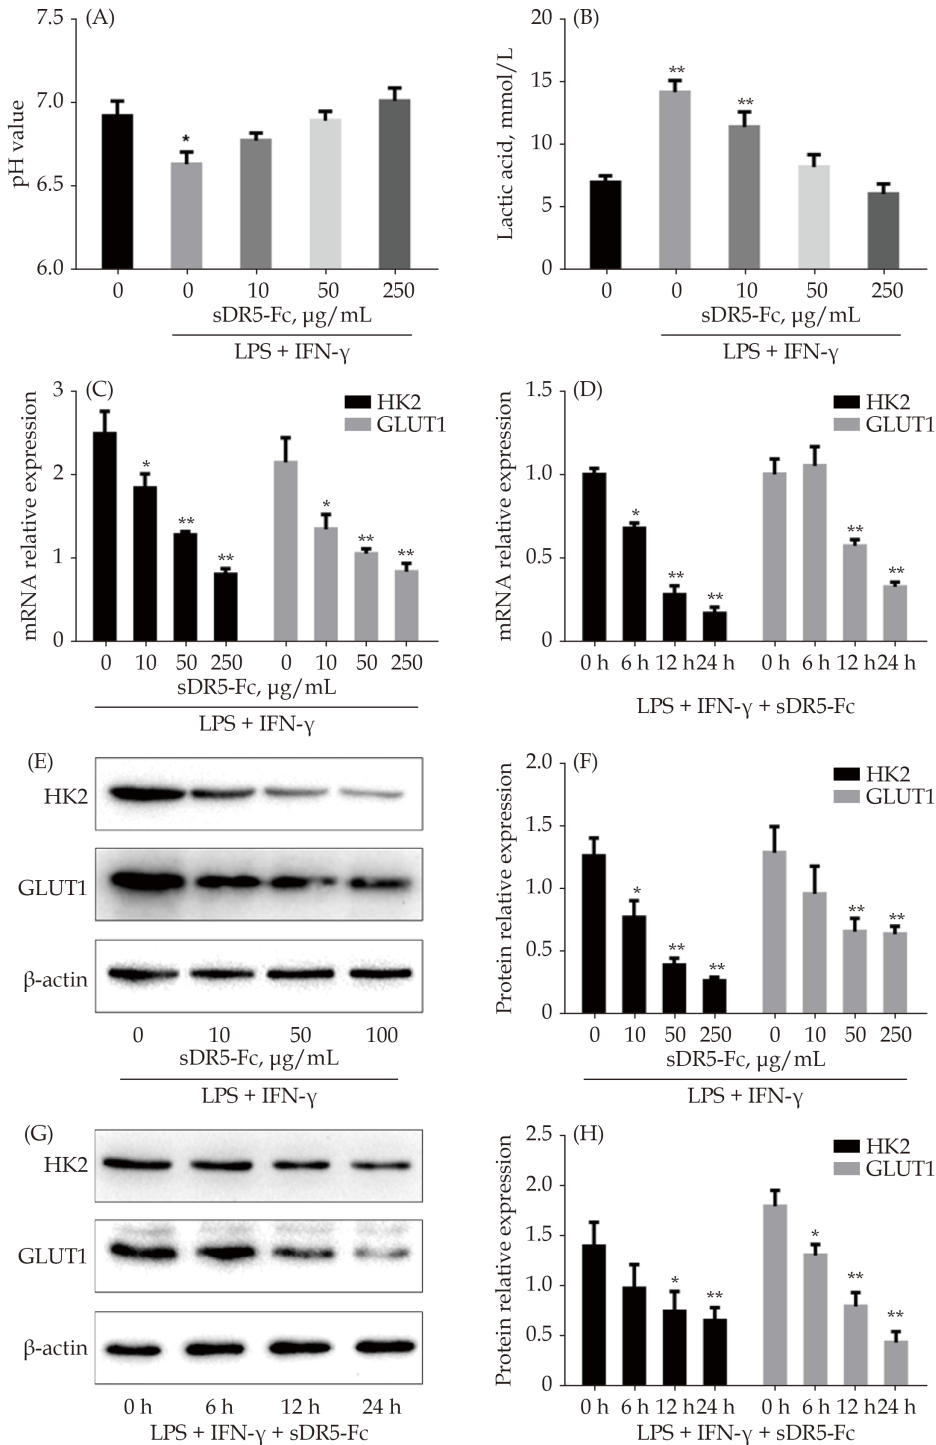 (A)
7.5
7.0
6.5
6.0
pH value
*
0 0 10 50 250
sDR5-Fc, μg/mL
LPS + IFN-γ
(B)
20
15
10
5
0
Lactic acid, mmol/L
**
**
0 0 10 50 250
sDR5-Fc, μg/mL
LPS + IFN-γ
(C)
3
2
1
0
mRNA relative expression
HK2
GLUT1
* ** ** * ** **
0 10 50 250 0 10 50 250
sDR5-Fc, μg/mL
LPS + IFN-γ
(D)
1.5
1.0
0.5
0
mRNA relative expression
HK2
GLUT1
* ** ** ** **
0 h 6 h 12 h 24 h 0 h 6 h 12 h 24 h
LPS + IFN-γ + sDR5-Fc
(E)
HK2
GLUT1
β-actin
0 10 50 100
sDR5-Fc, μg/mL
LPS + IFN-γ
(F)
2.0
1.5
1.0
0.5
0
Protein relative expression
HK2
GLUT1
* ** ** ** **
0 10 50 250 0 10 50 250
sDR5-Fc, μg/mL
LPS + IFN-γ
(G)
HK2
GLUT1
β-actin
0 h 6 h 12 h 24 h
LPS + IFN-γ + sDR5-Fc
(H)
2.5
2.0
1.5
1.0
0.5
0
Protein relative expression
HK2
GLUT1
* ** * ** **
0 h 6 h 12 h 24 h 0 h 6 h 12 h 24 h
LPS + IFN-γ + sDR5-Fc